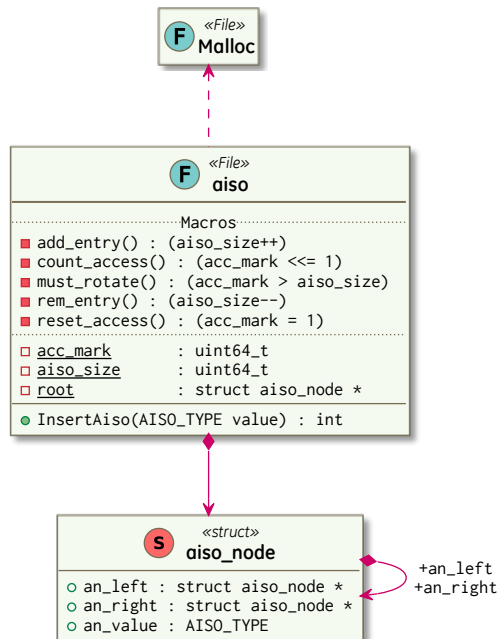 F «File»
Malloc
F «File»
aiso
Macros
add_entry() : (aiso_size++)
count_access() : (acc_mark <<= 1)
must_rotate() : (acc_mark > aiso_size)
rem_entry() : (aiso_size--)
reset_access() : (acc_mark = 1)
acc_mark : uint64_t
aiso_size : uint64_t
root : struct aiso_node *
InsertAiso(AISO_TYPE value) : int
S «struct»
aiso_node
an_left : struct aiso_node *
an_right : struct aiso_node *
an_value : AISO_TYPE
+an_left
+an_right